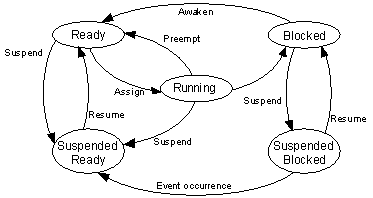 Awaken
Ready
Blocked
Preempt
Suspend
Assign
Running
Suspend
Resume
Resume
Suspended
Ready
Suspend
Suspended
Blocked
Event occurrence